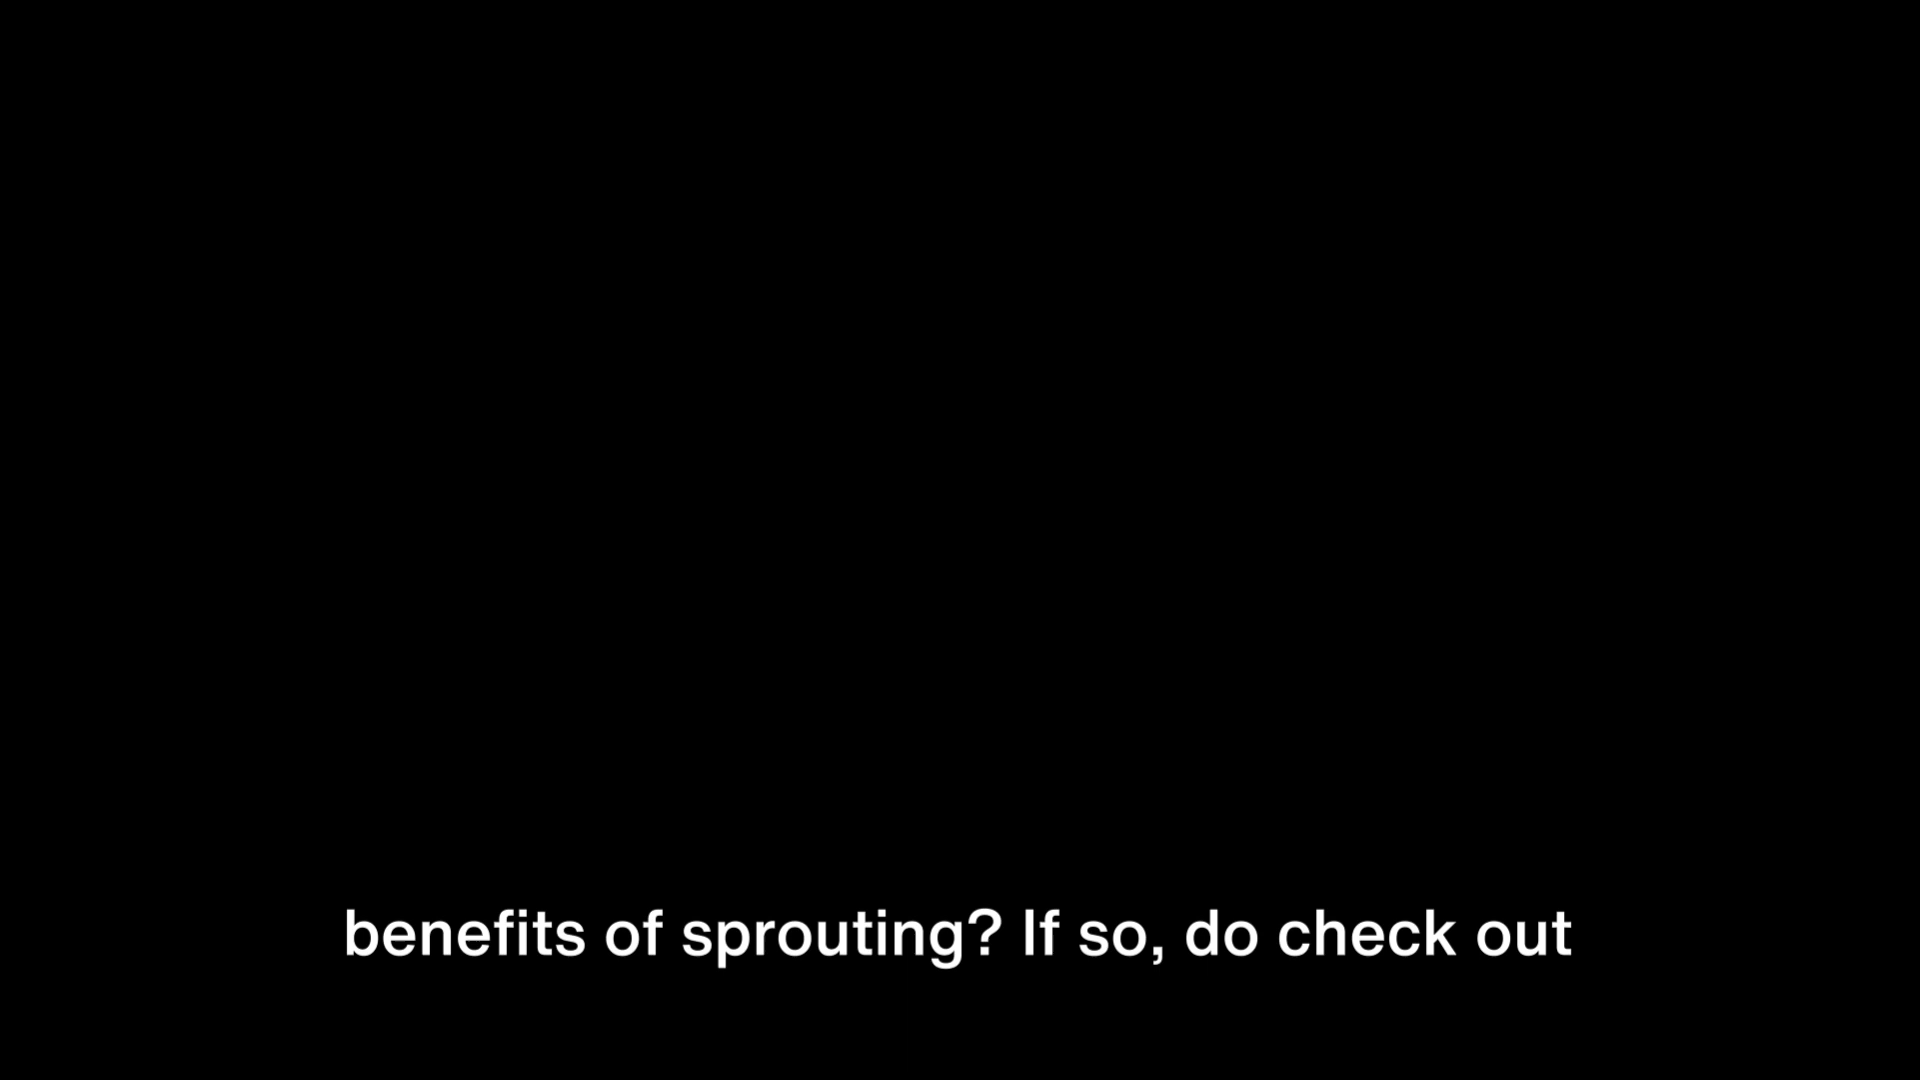 benefits of sprouting? If so, do check out